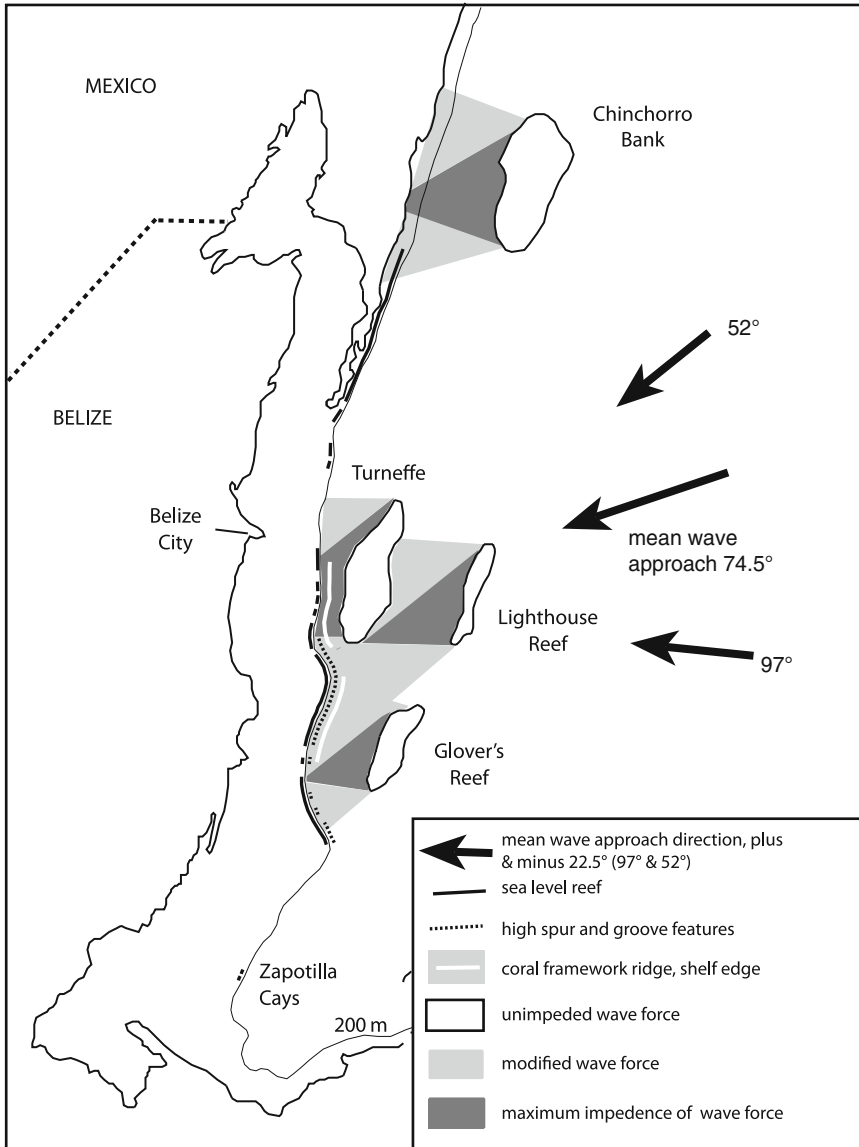 MEXICO
Chinchorro
Bank
52°
BELIZE
Turneffe
Belize
City
mean wave
approach 74.5°
Lighthouse
Reef
97°
Glover's
Reef
mean wave approach direction, plus
& minus 22.5° (97° & 52°)
sea level reef
high spur and groove features
coral framework ridge, shelf edge
unimpeded wave force
modified wave force
maximum impedence of wave force
Zapotilla
Cays
200 m